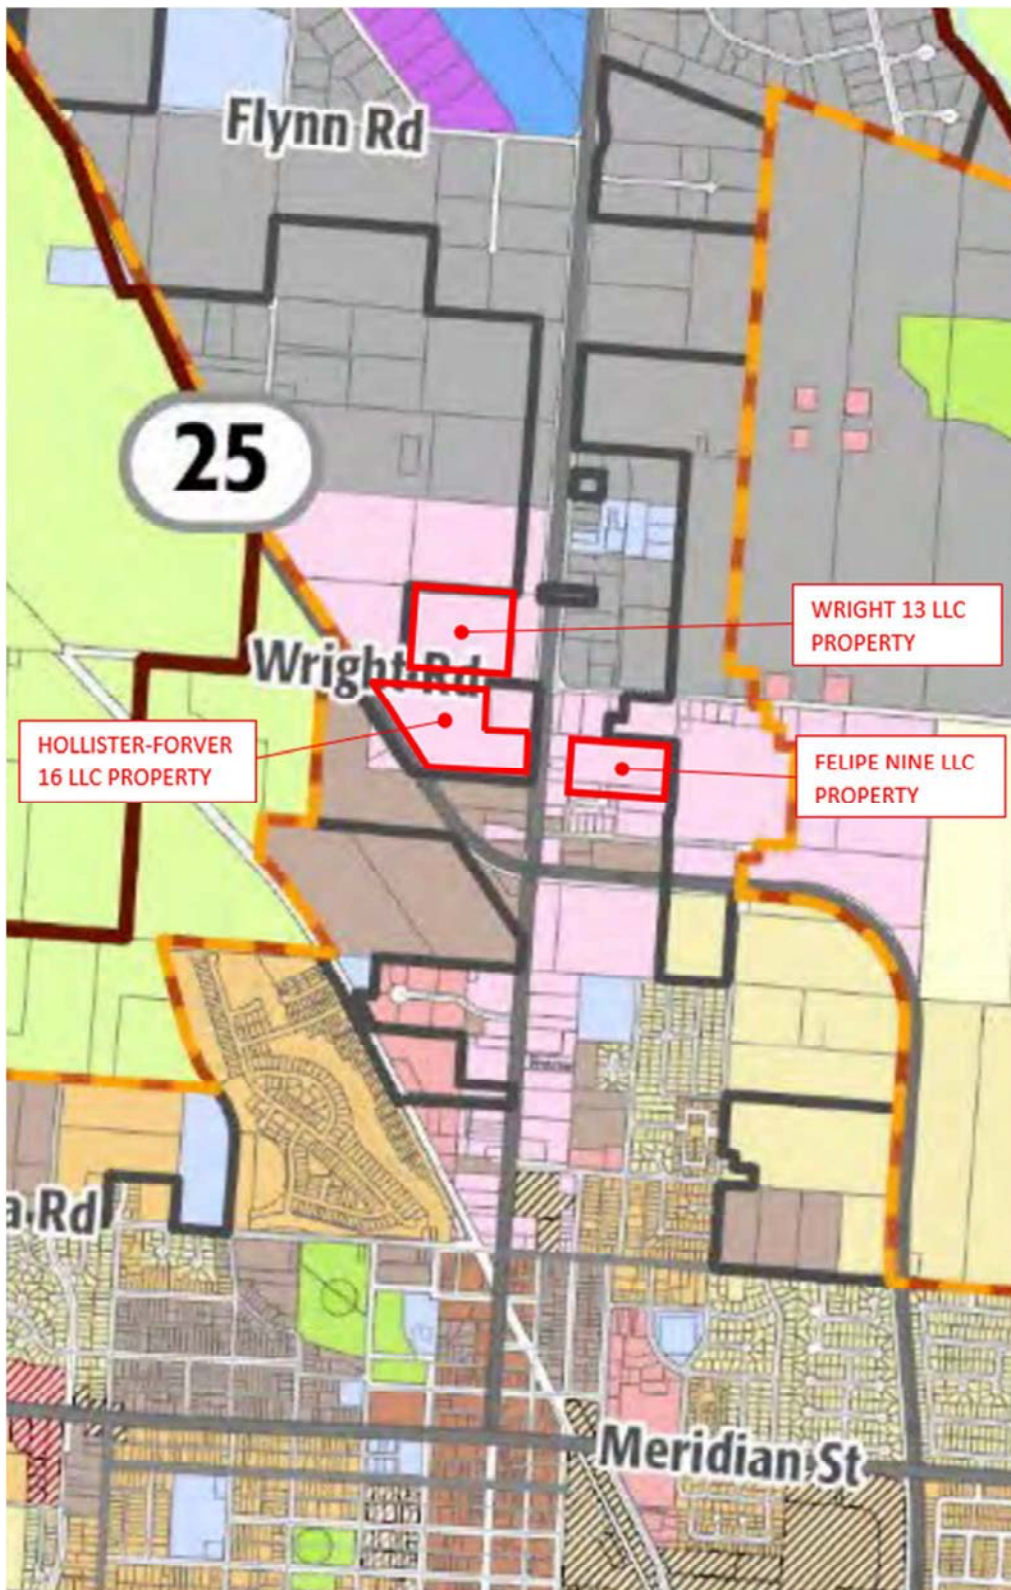 Flynn Rd
25
WRIGHT 13 LLC
PROPERTY
Wright Rd
HOLLISTER-FORVER
16 LLC PROPERTY
FELIPE NINE LLC
PROPERTY
a Rd
Meridian St